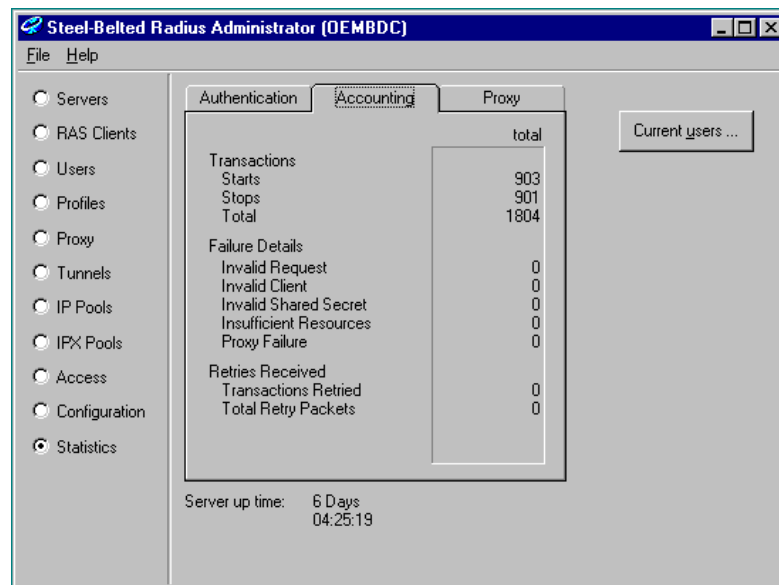 Steel-Belted Radius Administrator (OEMBDC)
File Help
Servers
RAS Clients
Users
Profiles
Proxy
Tunnels
IP Pools
IPX Pools
Access
Configuration
Statistics
Authentication Accounting Proxy
total
Transactions
Starts 903
Stops 901
Total 1804
Failure Details
Invalid Request 0
Invalid Client 0
Invalid Shared Secret 0
Insufficient Resources 0
Proxy Failure 0
Retries Received
Transactions Retried 0
Total Retry Packets 0
Server up time: 6 Days
04:25:19
Current users ...